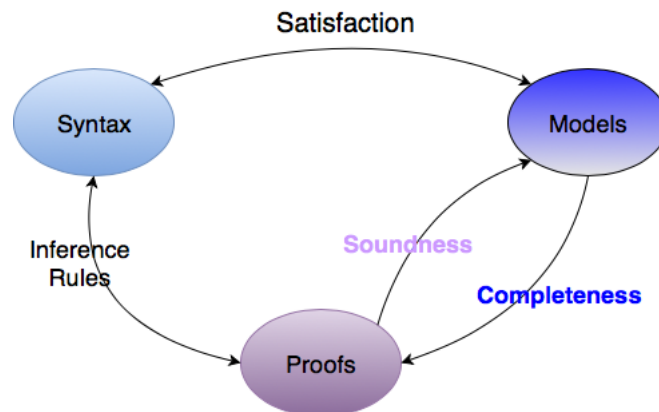 Satisfaction
Syntax
Models
Inference
Rules
Soundness
Completeness
Proofs